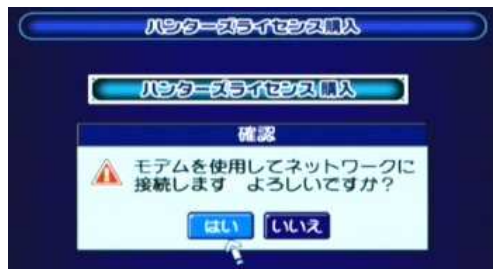 ハンターズライセンス購入
ハンターズライセンス購入
確認
モデムを使用してネットワークに
接続します　よろしいですか？
はい
いいえ